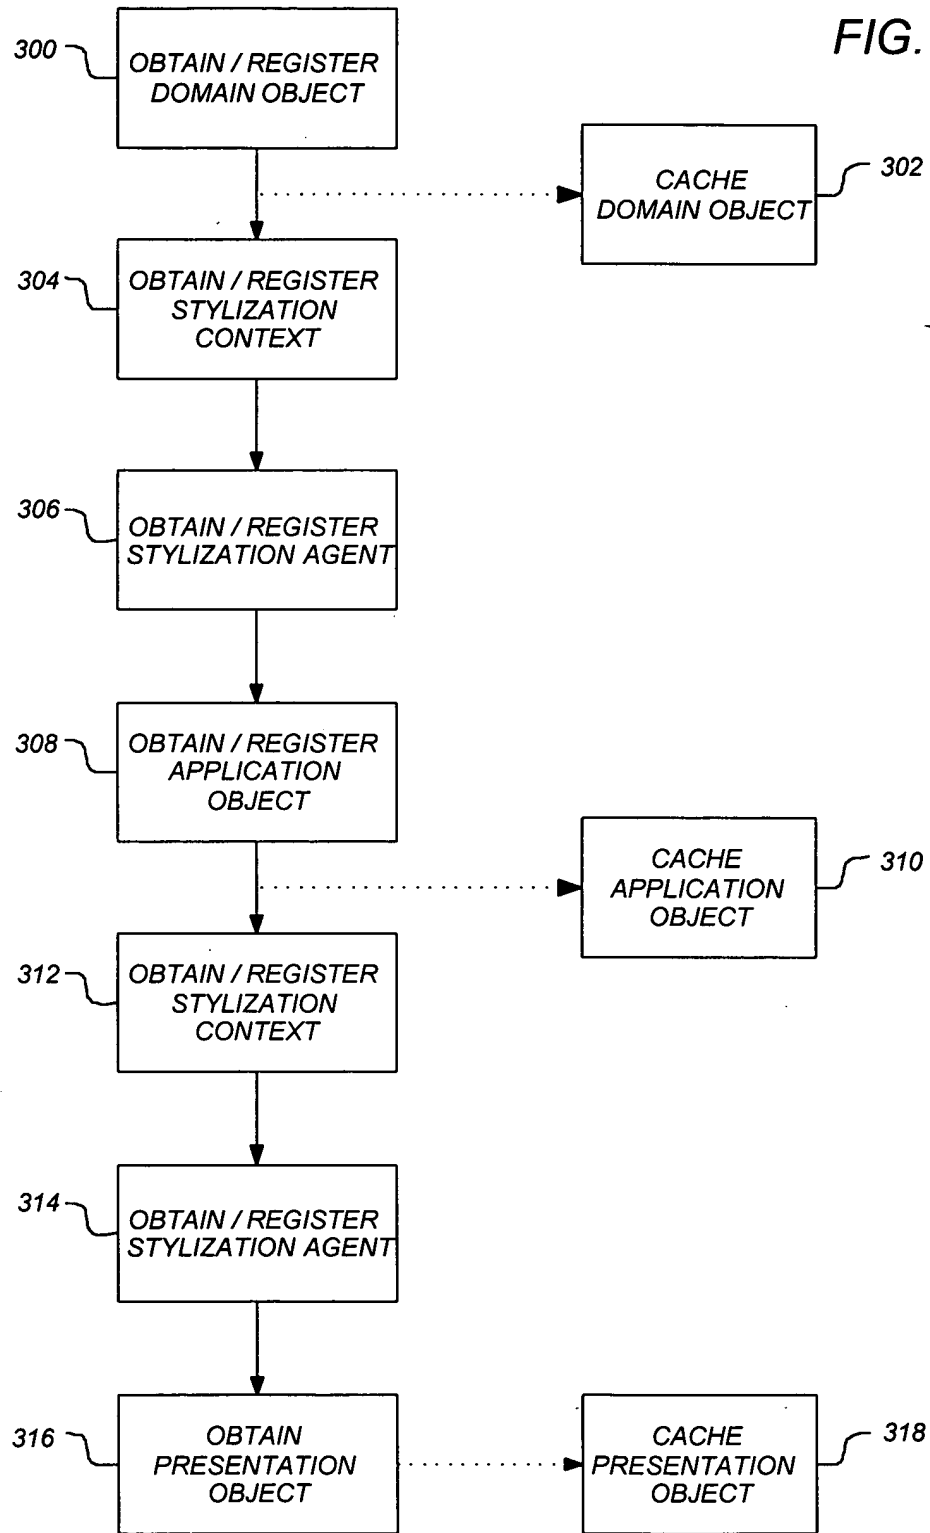 FIG.
300
OBTAIN / REGISTER
DOMAIN OBJECT
302
CACHE
DOMAIN OBJECT
304
OBTAIN / REGISTER
STYLIZATION
CONTEXT
306
OBTAIN / REGISTER
STYLIZATION AGENT
308
OBTAIN / REGISTER
APPLICATION
OBJECT
310
CACHE
APPLICATION
OBJECT
312
OBTAIN / REGISTER
STYLIZATION
CONTEXT
314
OBTAIN / REGISTER
STYLIZATION AGENT
316
OBTAIN
PRESENTATION
OBJECT
318
CACHE
PRESENTATION
OBJECT